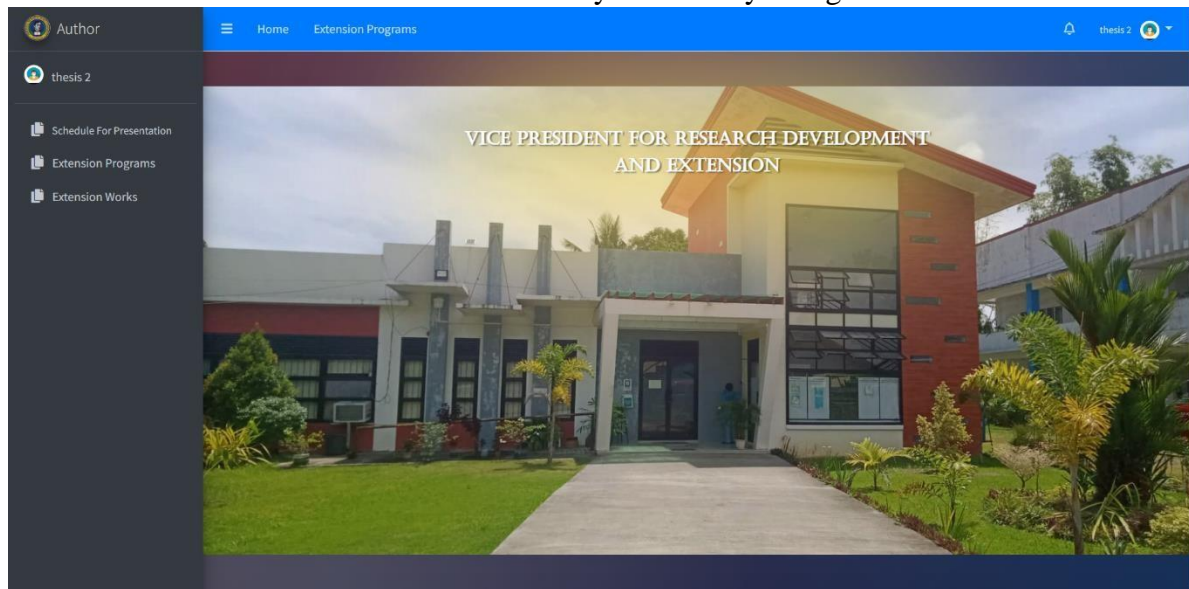 Author
Home Extension Programs
thesis 2
thesis 2
Schedule For Presentation
Extension Programs
Extension Works
VICE PRESIDENT FOR RESEARCH DEVELOPMENT
AND EXTENSION